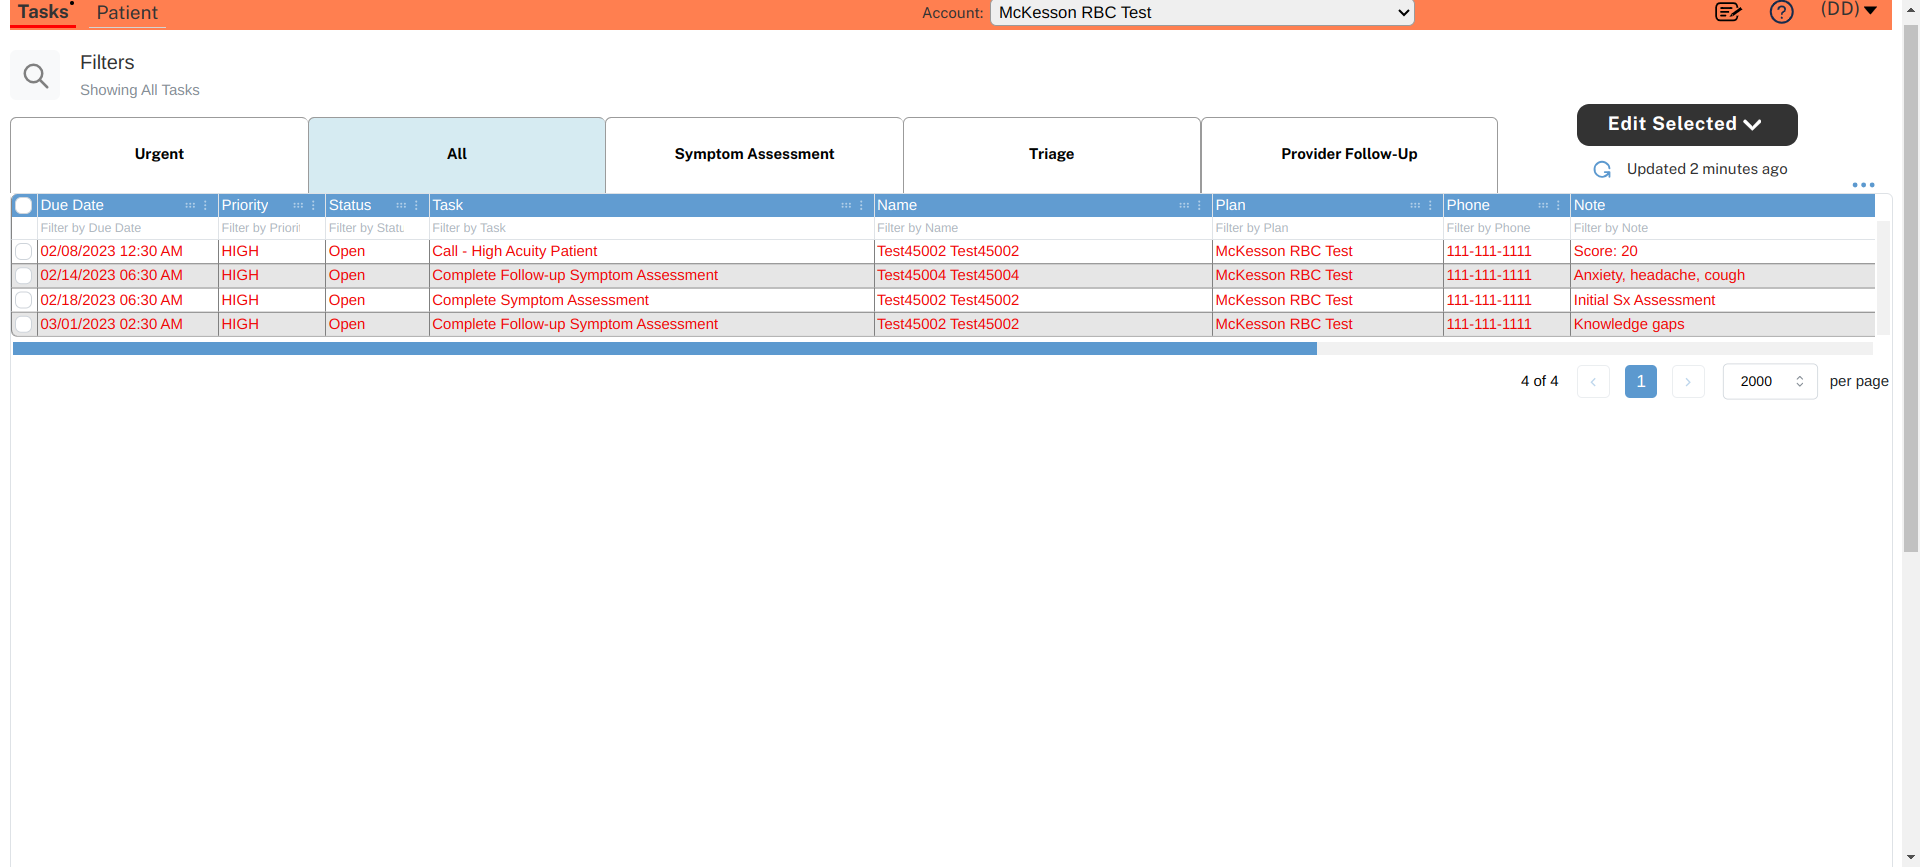 Tasks Patient Account: McKesson RBC Test (DD)
Filters
Showing All Tasks
Edit Selected
Urgent All Symptom Assessment Triage Provider Follow-Up
Updated 2 minutes ago
Due Date Priority Status Task Name Plan Phone Note
Filter by Due Date Filter by Priori Filter by Statu Filter by Task Filter by Name Filter by Plan Filter by Phone Filter by Note
02/08/2023 12:30 AM HIGH Open Call - High Acuity Patient Test45002 Test45002 McKesson RBC Test 111-111-1111 Score: 20
02/14/2023 06:30 AM HIGH Open Complete Follow-up Symptom Assessment Test45004 Test45004 McKesson RBC Test 111-111-1111 Anxiety, headache, cough
02/18/2023 06:30 AM HIGH Open Complete Symptom Assessment Test45002 Test45002 McKesson RBC Test 111-111-1111 Initial Sx Assessment
03/01/2023 02:30 AM HIGH Open Complete Follow-up Symptom Assessment Test45002 Test45002 McKesson RBC Test 111-111-1111 Knowledge gaps
4 of 4 1 2000 per page